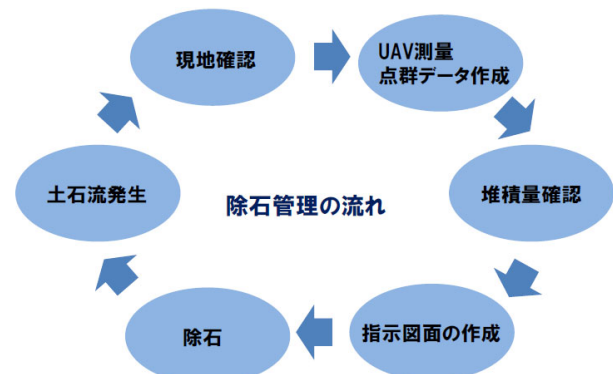 現地確認
UAV測量
点群データ作成
堆積量確認
指示図面の作成
除石
土石流発生
除石管理の流れ